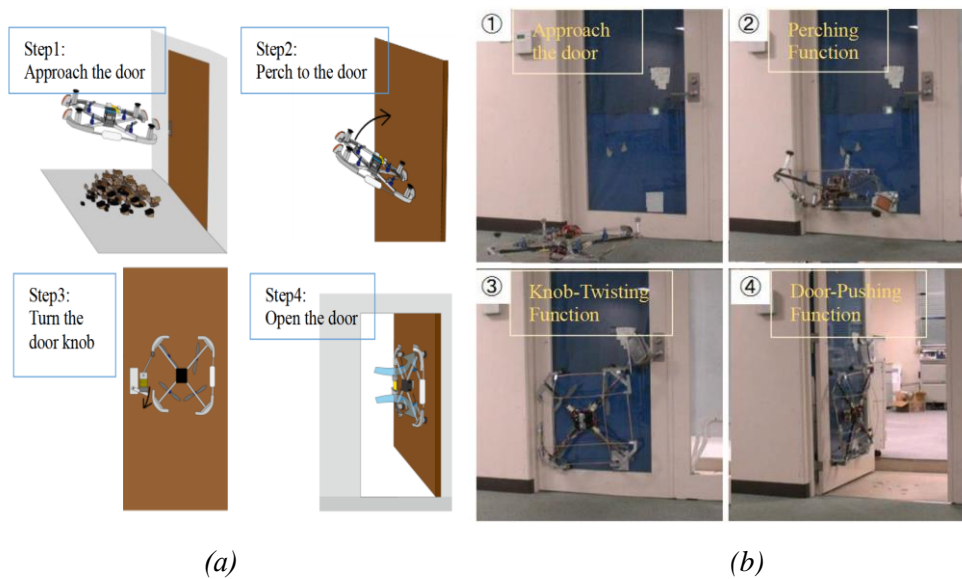 Step1:
Approach the door
Step2:
Perch to the door
Step3:
Turn the
door knob
Step4:
Open the door
①
Approach
the door
②
Perching
Function
③
Knob-Twisting
Function
④
Door-Pushing
Function
(a)
(b)